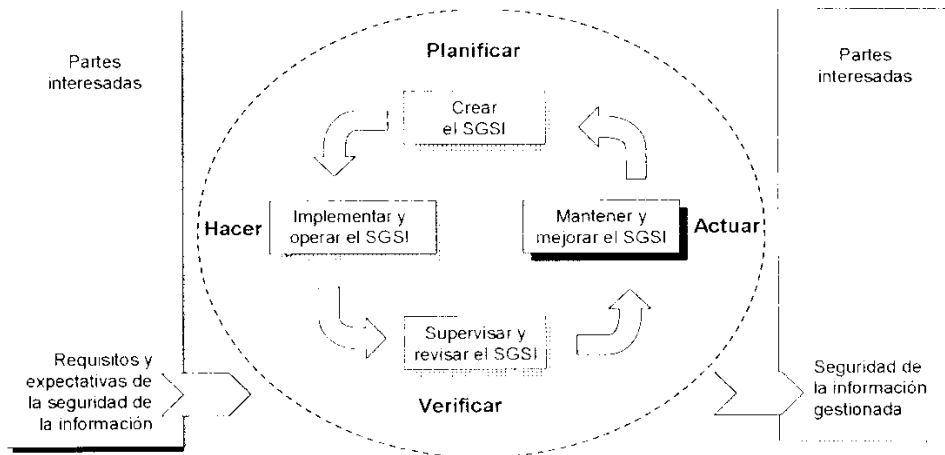 Partes
interesadas
Planificar
Partes
interesadas
Crear
el SGSI
Hacer
Implementar y
operar el SGSI
Mantener y
mejorar el SGSI
Actuar
Supervisar y
revisar el SGSI
Verificar
Requisitos y
expectativas de
la seguridad de
la información
Seguridad de
la información
gestionada